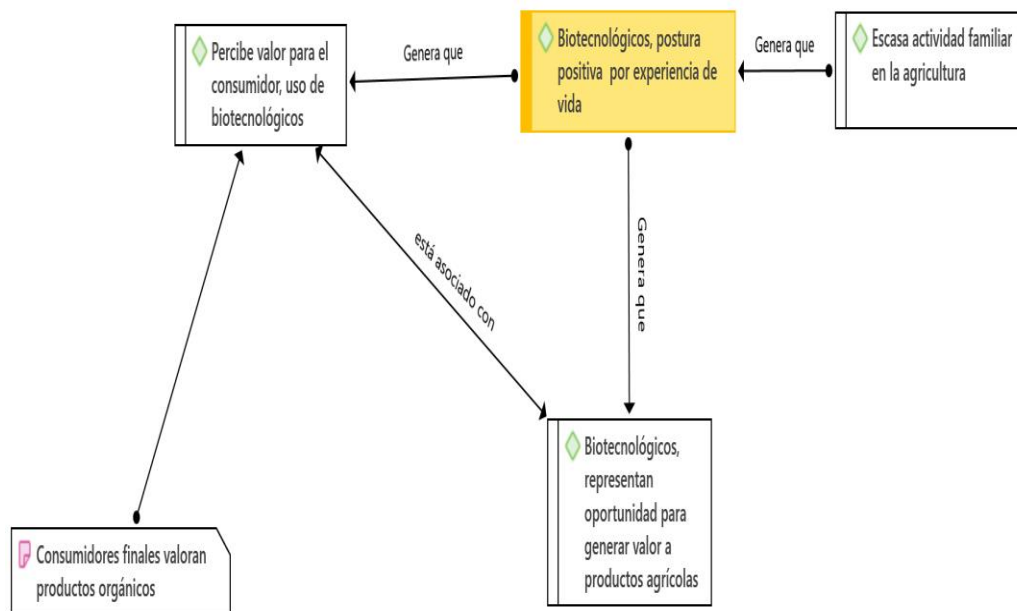 Percibe valor para el
consumidor, uso de
biotecnológicos
Genera que
Biotecnológicos, postura
positiva por experiencia de
vida
Genera que
Escasa actividad familiar
en la agricultura
está asociado con
Genera que
Biotecnológicos,
representan
oportunidad para
generar valor a
productos agrícolas
Consumidores finales valoran
productos orgánicos